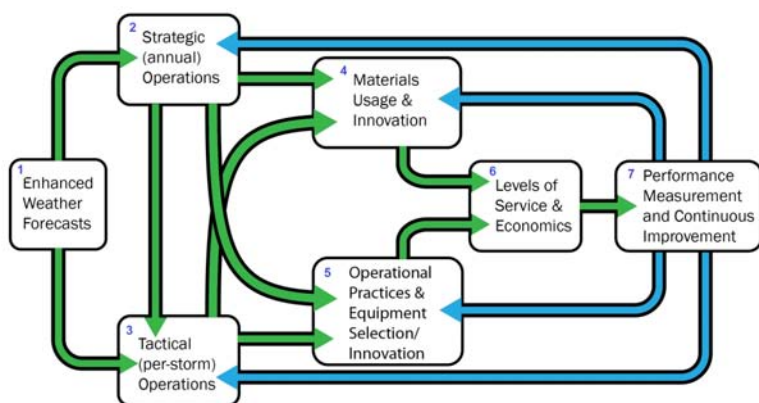 1
Enhanced
Weather
Forecasts
2
Strategic
(annual)
Operations
3
Tactical
(per-storm)
Operations
4
Materials
Usage &
Innovation
5
Operational
Practices &
Equipment
Selection/
Innovation
6
Levels of
Service &
Economics
7
Performance
Measurement
and Continuous
Improvement